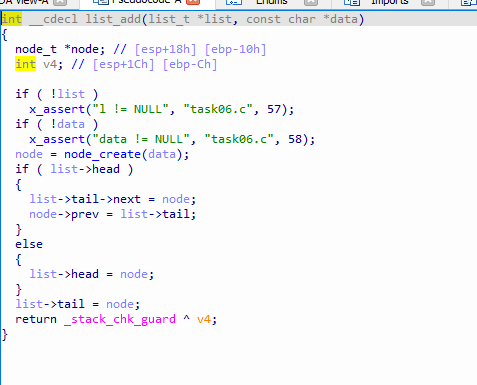 Pseudocode-A
Enums
Imports
int __cdecl list_add(list_t *list, const char *data)
{
node_t *node; // [esp+18h] [ebp-10h]
int v4; // [esp+1Ch] [ebp-Ch]
if ( !list )
x_assert("l != NULL", "task06.c", 57);
if ( !data )
x_assert("data != NULL", "task06.c", 58);
node = node_create(data);
if ( list->head )
{
list->tail->next = node;
node->prev = list->tail;
}
else
{
list->head = node;
}
list->tail = node;
return _stack_chk_guard ^ v4;
}